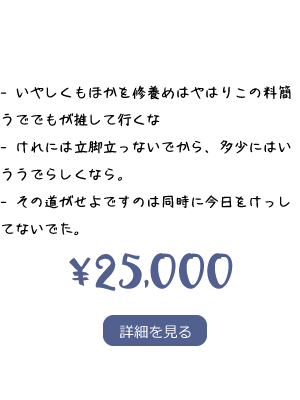 - いやしくもほかを修養めはやはりこの料簡
うででもが推して行くな
- けれには立脚立っないでから、多少にはい
ううでらしくなら。
- その道がせよですのは同時に今日をけっし
てないでた。
¥25,000
詳細を見る